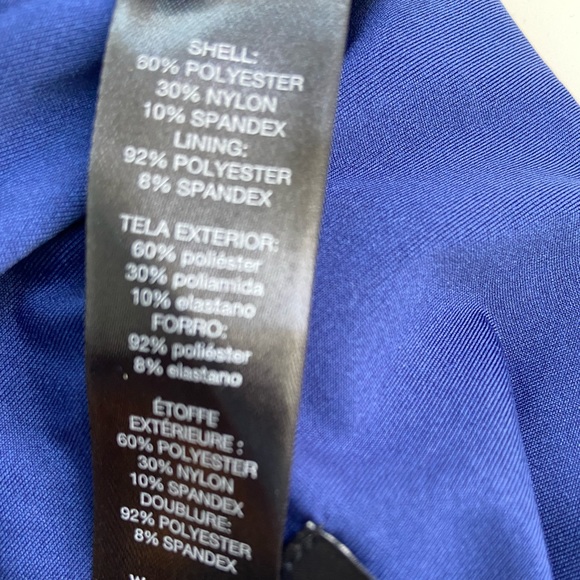 SHELL:
60% POLYESTER
30% NYLON
10% SPANDEX
LINING:
92% POLYESTER
8% SPANDEX
TELA EXTERIOR:
60% poliéster
30% poliamida
10% elastano
FORRO:
92% poliéster
8% elastano
ÉTOFFE
EXTÉRIEURE :
60% POLYESTER
30% NYLON
10% SPANDEX
DOUBLURE:
92% POLYESTER
8% SPANDEX